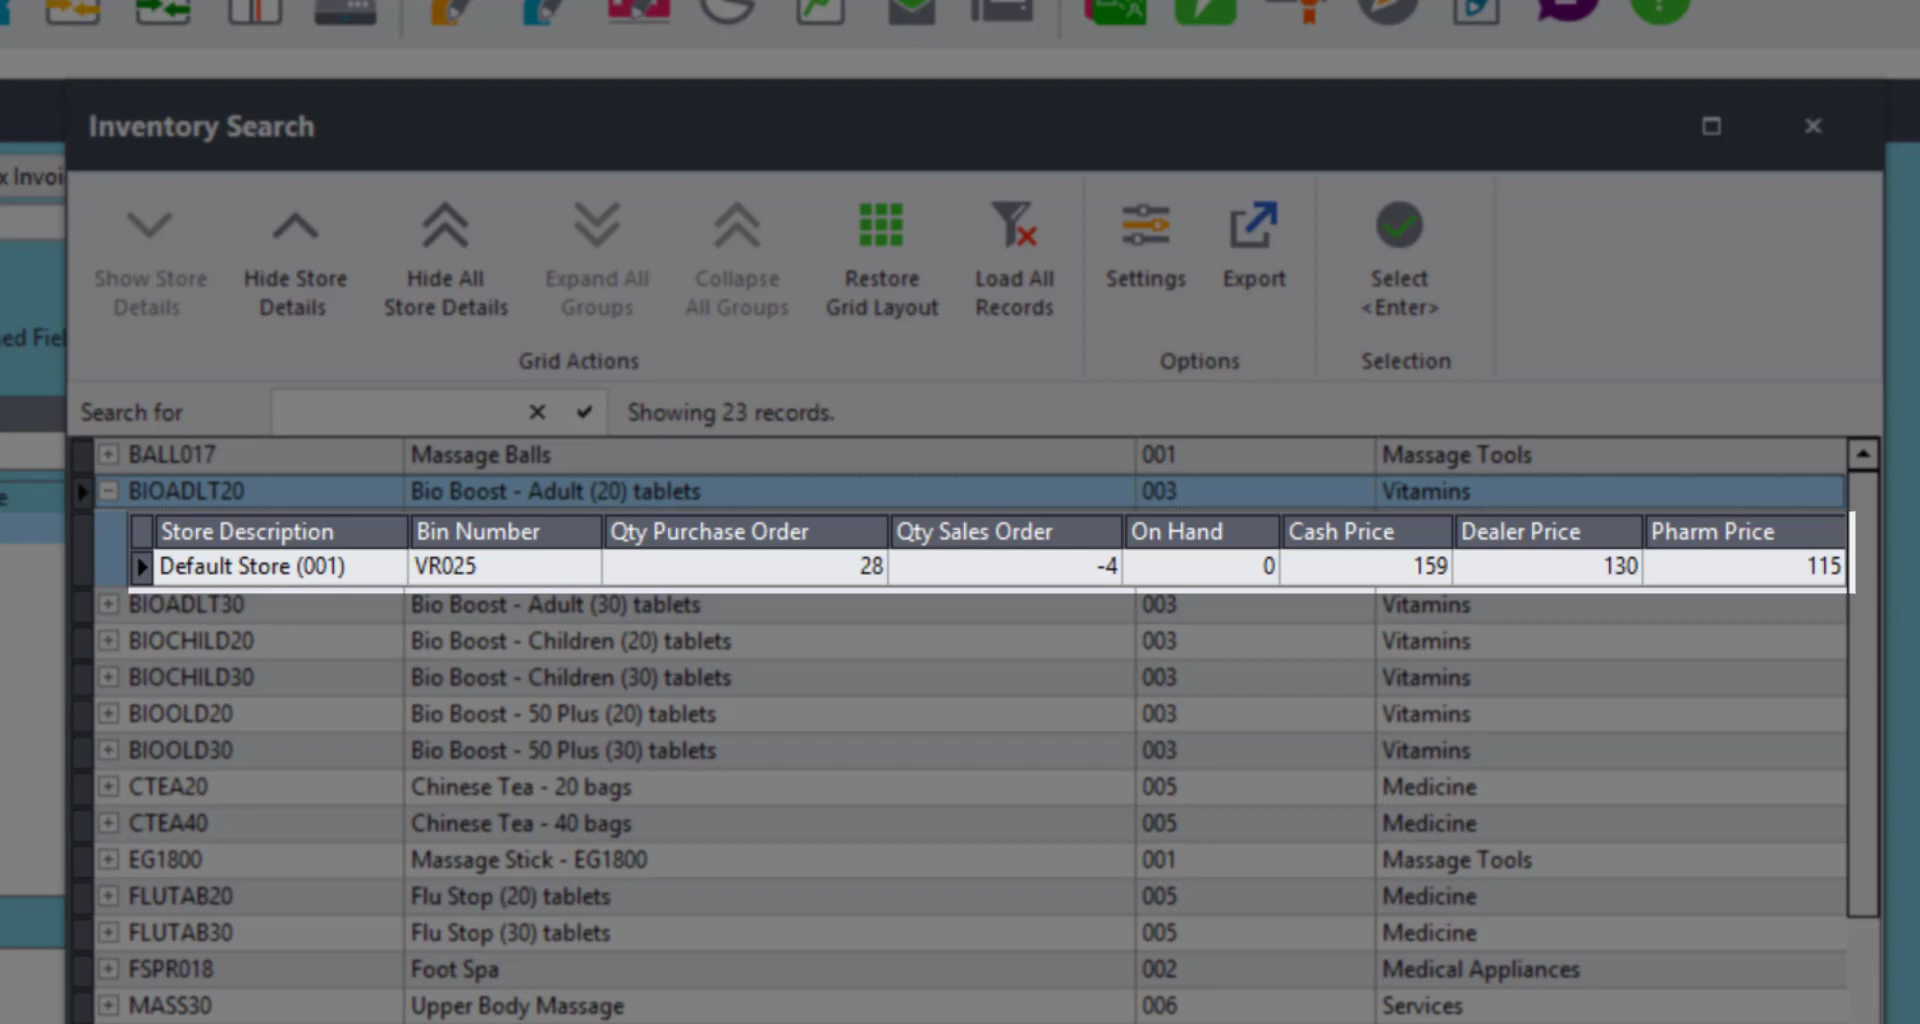 x Invoi
Inventory Search
Show Store Details
Hide Store Details
Hide All Store Details
Expand All Groups
Collapse All Groups
Restore Grid Layout
Load All Records
Settings
Export
Select <Enter>
ed Fiel
Grid Actions
Options
Selection
Search for
Showing 23 records.
BALL017 Massage Balls 001 Massage Tools
BIOADLT20 Bio Boost - Adult (20) tablets 003 Vitamins
Store Description Bin Number Qty Purchase Order Qty Sales Order On Hand Cash Price Dealer Price Pharm Price
Default Store (001) VR025 28 -4 0 159 130 115
BIOADLT30 Bio Boost - Adult (30) tablets 003 Vitamins
BIOCHILD20 Bio Boost - Children (20) tablets 003 Vitamins
BIOCHILD30 Bio Boost - Children (30) tablets 003 Vitamins
BIOOLD20 Bio Boost - 50 Plus (20) tablets 003 Vitamins
BIOOLD30 Bio Boost - 50 Plus (30) tablets 003 Vitamins
CTEA20 Chinese Tea - 20 bags 005 Medicine
CTEA40 Chinese Tea - 40 bags 005 Medicine
EG1800 Massage Stick - EG1800 001 Massage Tools
FLUTAB20 Flu Stop (20) tablets 005 Medicine
FLUTAB30 Flu Stop (30) tablets 005 Medicine
FSPR018 Foot Spa 002 Medical Appliances
MASS30 Upper Body Massage 006 Services